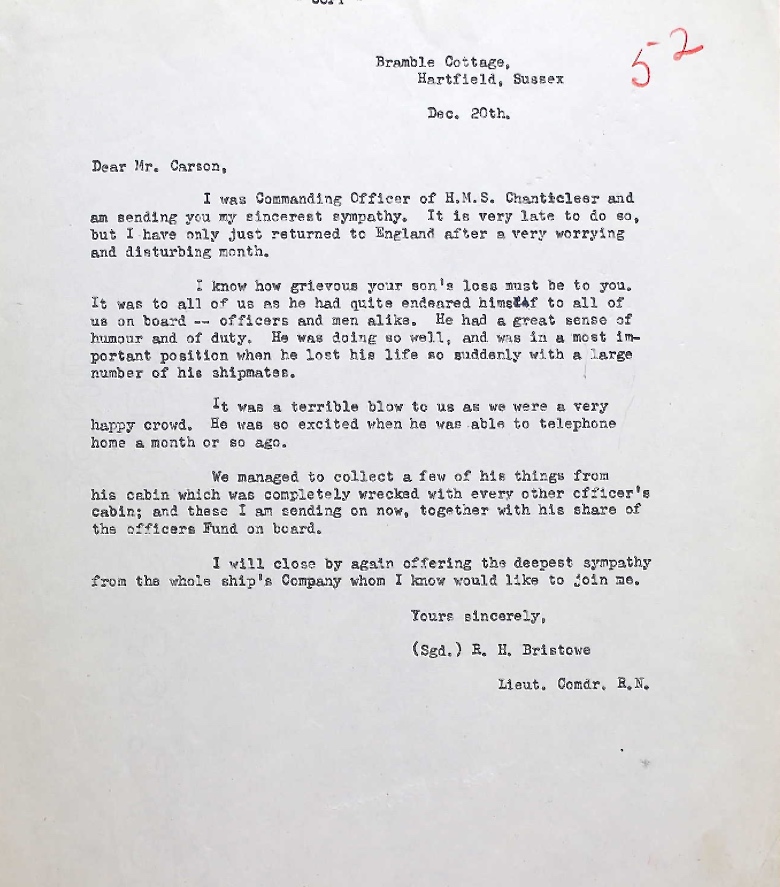 COPY
52
Bramble Cottage,
Hartfield, Sussex
Dec. 20th.
Dear Mr. Carson,
I was Commanding Officer of H.M.S. Chanticleer and
am sending you my sincerest sympathy. It is very late to do so,
but I have only just returned to England after a very worrying
and disturbing month.
I know how grievous your son's loss must be to you.
It was to all of us as he had quite endeared himself to all of
us on board -- officers and men alike. He had a great sense of
humour and of duty. He was doing so well, and was in a most im-
portant position when he lost his life so suddenly with a large
number of his shipmates.
It was a terrible blow to us as we were a very
happy crowd. He was so excited when he was able to telephone
home a month or so ago.
We managed to collect a few of his things from
his cabin which was completely wrecked with every other officer's
cabin; and these I am sending on now, together with his share of
the officers Fund on board.
I will close by again offering the deepest sympathy
from the whole ship's Company whom I know would like to join me.
Yours sincerely,
(Sgd.) R. H. Bristowe
Lieut. Comdr. R.N.